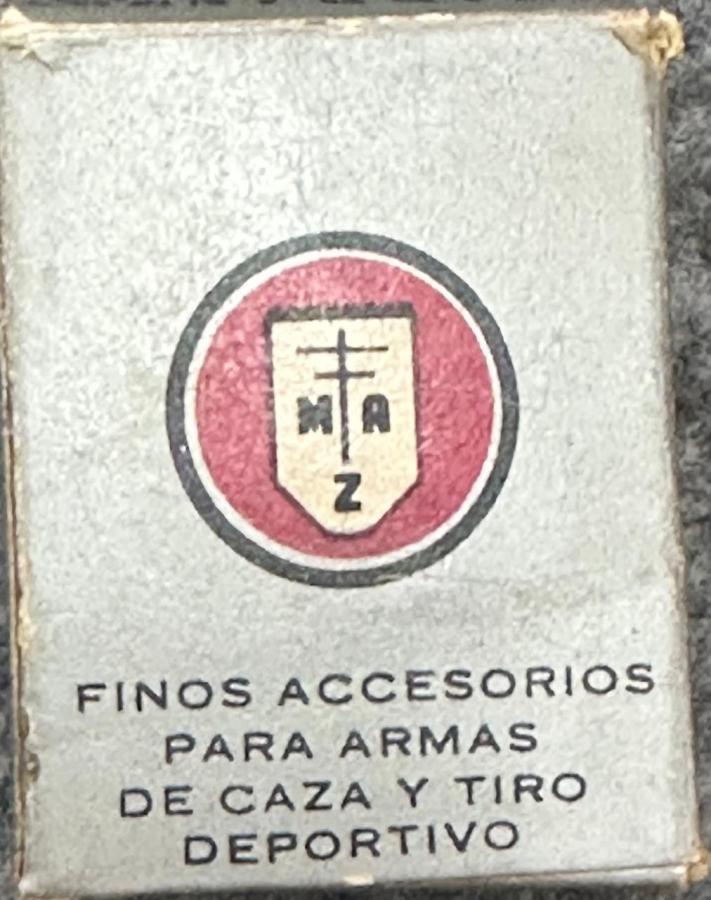 M A
Z
FINOS ACCESORIOS
PARA ARMAS
DE CAZA Y TIRO
DEPORTIVO